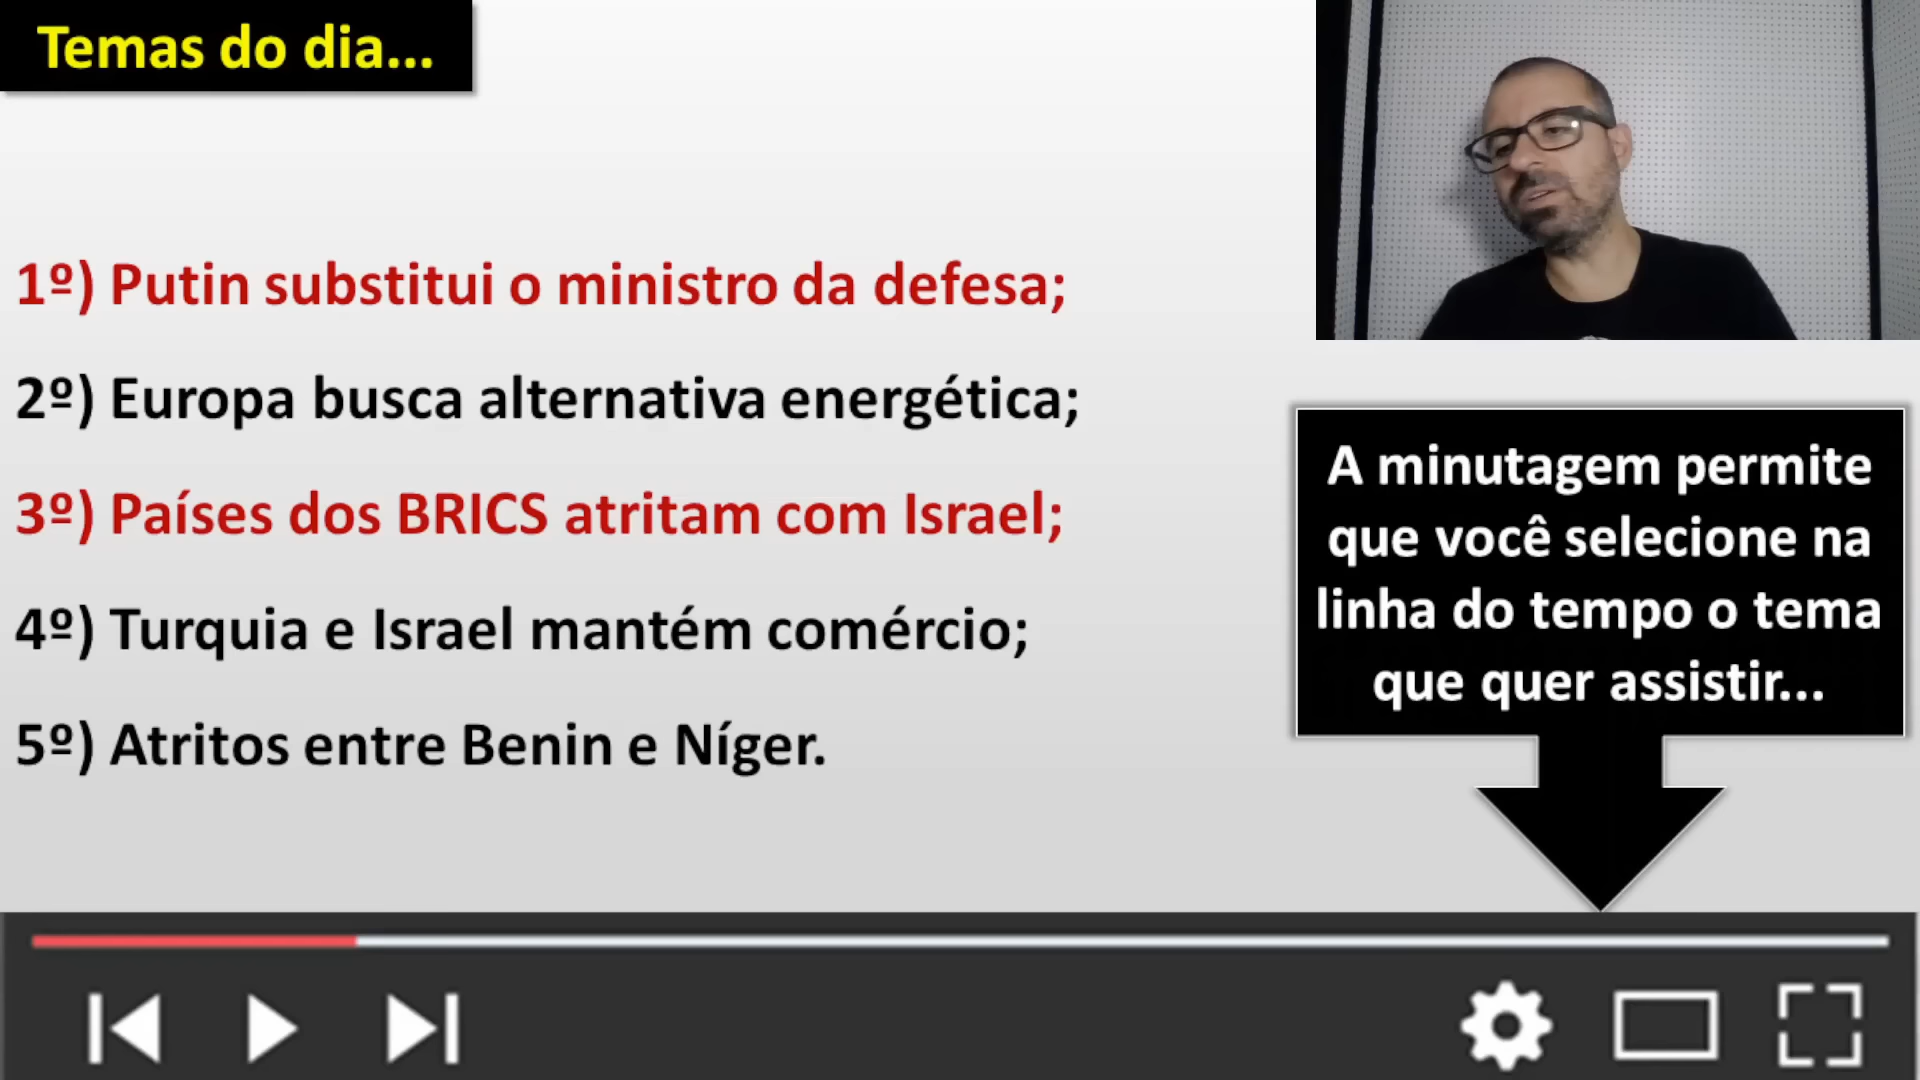 Temas do dia...
1º) Putin substitui o ministro da defesa;
2º) Europa busca alternativa energética;
3º) Países dos BRICS atritam com Israel;
4º) Turquia e Israel mantém comércio;
5º) Atritos entre Benin e Níger.
A minutagem permite
que você selecione na
linha do tempo o tema
que quer assistir...